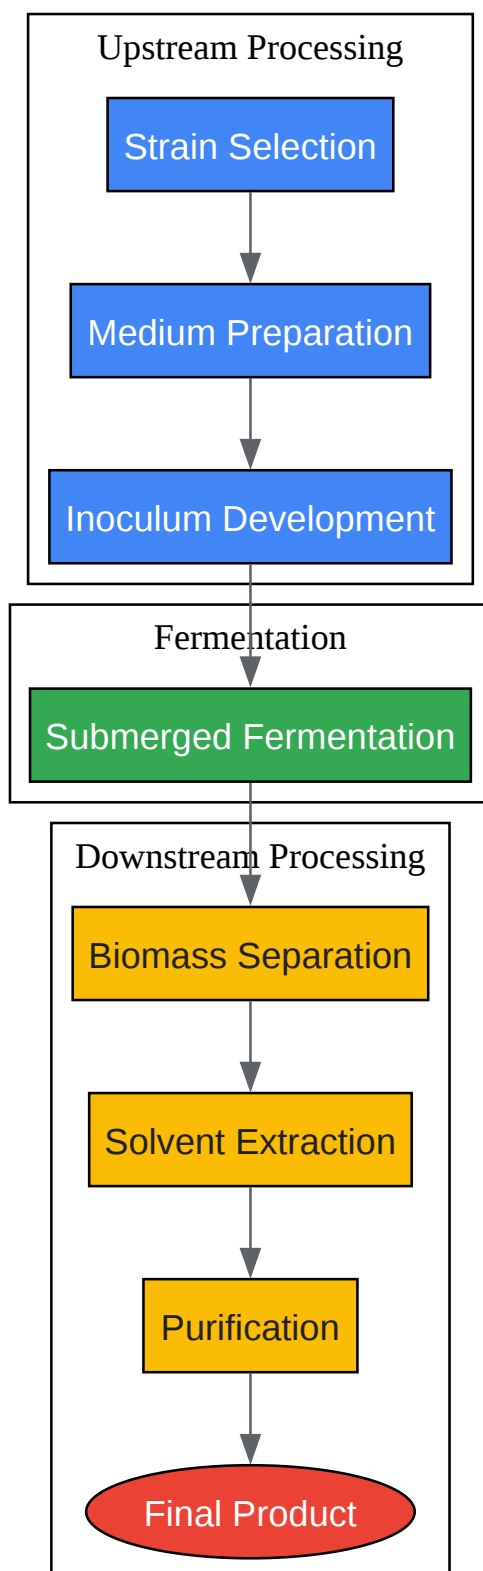 Upstream Processing
Strain Selection
Medium Preparation
Inoculum Development
Fermentation
Submerged Fermentation
Downstream Processing
Biomass Separation
Solvent Extraction
Purification
Final Product